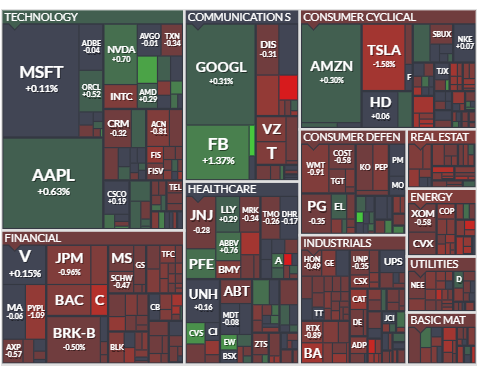 TECHNOLOGY
MSFT
+0.11%
AAPL
+0.63%
ADBE
-0.04
ORCL
+0.52
NVDA
+0.70
INTC
AVGO
-0.01
TXN
-0.34
AMD
+0.29
CRM
-0.32
ACN
-0.81
FIS
FISV
CSCO
+0.19
TEL
COMMUNICATIONS
GOOGL
+0.31%
FB
+1.37%
DIS
-0.31
VZ
T
CONSUMER CYCLICAL
AMZN
+0.30%
TSLA
-1.58%
HD
+0.06
F
SBUX
NKE
+0.07
TJX
CONSUMER DEFEN
WMT
-0.91
COST
-0.58
TGT
KO
PEP
PM
MO
PG
-0.35
EL
REAL ESTAT
ENERGY
XOM
-0.58
COP
CVX
UTILITIES
NEE
D
BASIC MAT
HEALTHCARE
JNJ
-0.28
LLY
+0.29
MRK
-0.34
TMO
-0.26
DHR
-0.17
ABBV
+0.76
PFE
BMY
A
UNH
+0.16
ABT
MDT
-0.08
CVS
CI
EW
BSX
ZTS
INDUSTRIALS
HON
-0.49
GE
UNP
-0.35
UPS
CSX
CAT
TT
DE
JCI
RTX
-0.89
BA
ADP
FINANCIAL
V
+0.15%
JPM
-0.96%
MS
GS
TFC
SCHW
-0.47
MA
-0.06
PYPL
-1.09
BAC
C
CB
BRK-B
-0.50%
AXP
-0.57
BLK